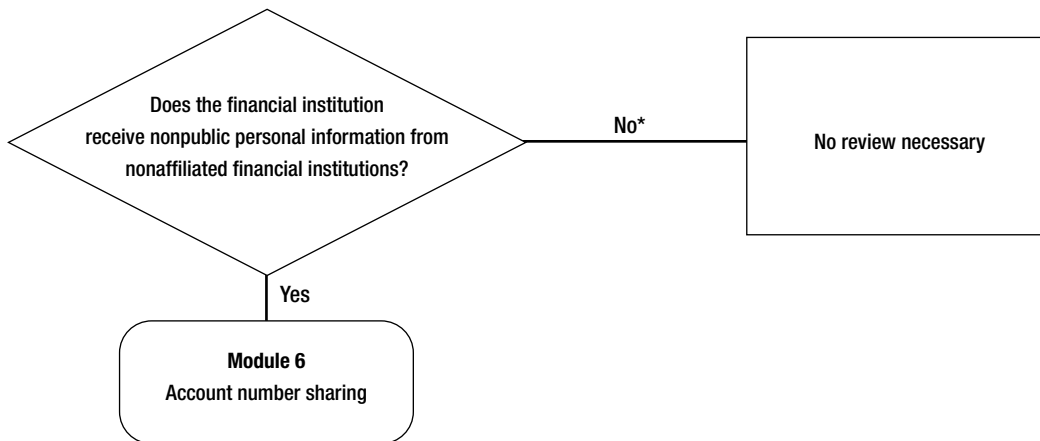 Does the financial institution
receive nonpublic personal information from
nonaffiliated financial institutions?
No*
No review necessary
Yes
Module 6
Account number sharing